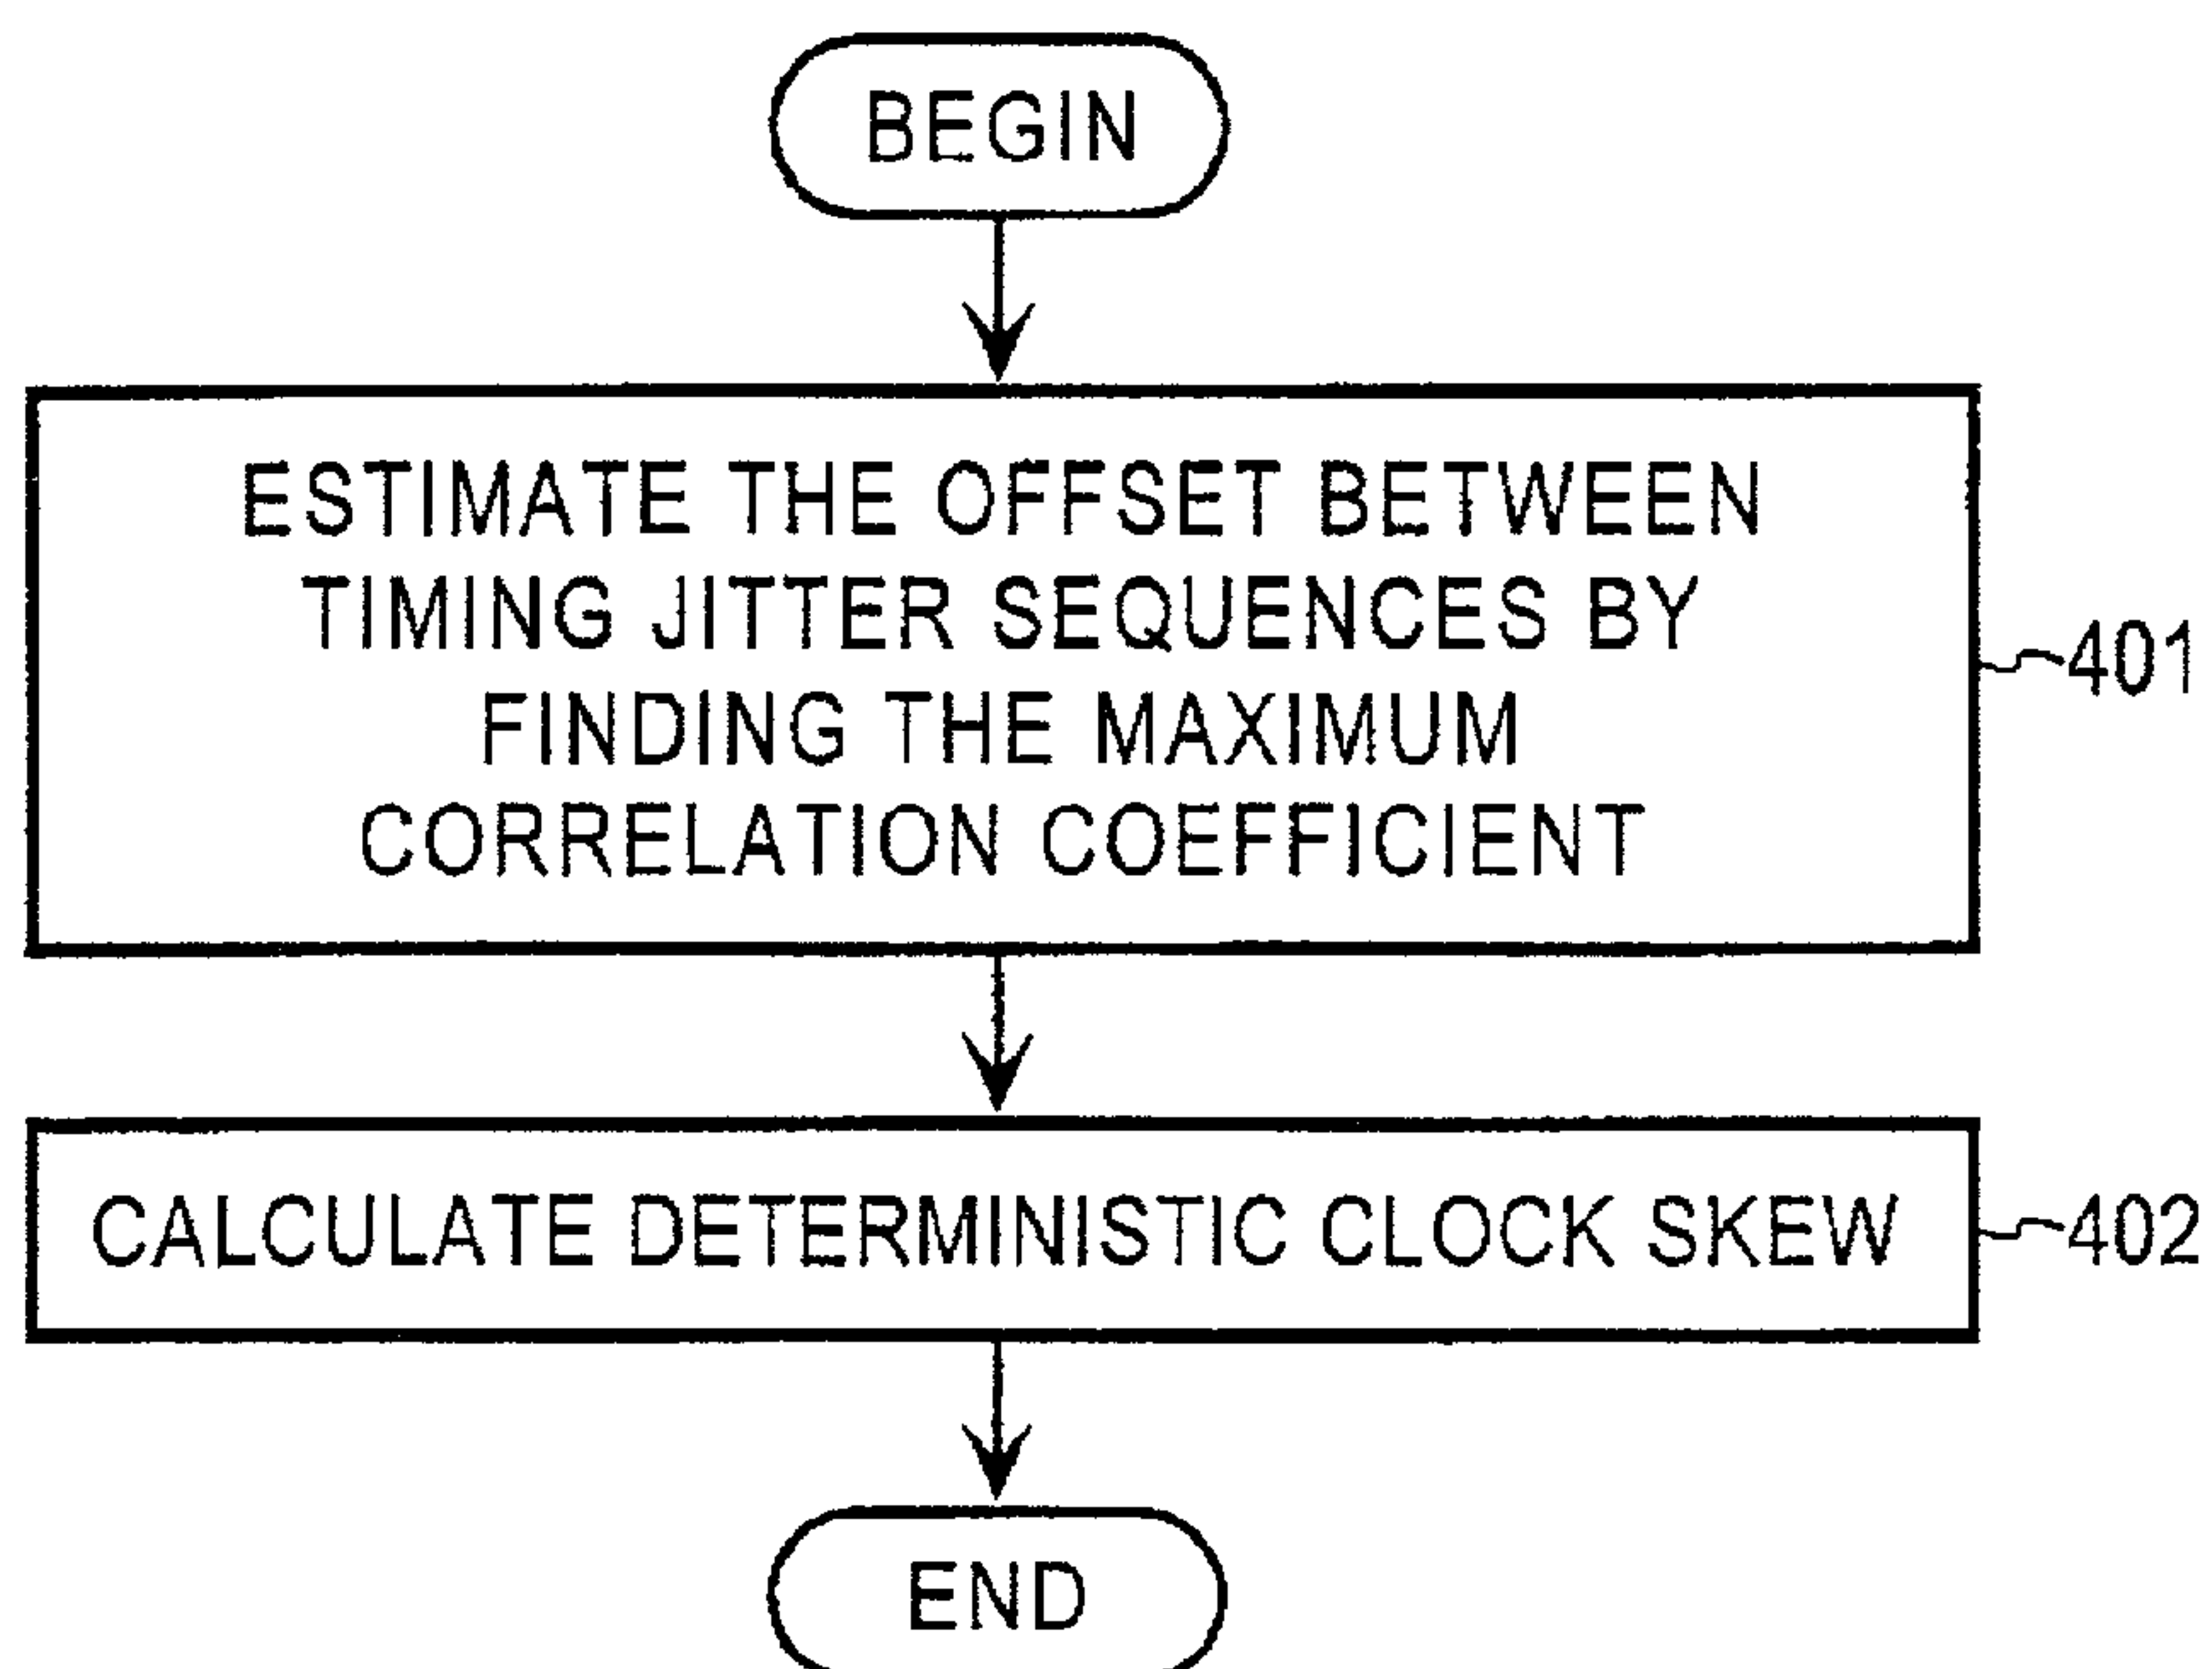 BEGIN
ESTIMATE THE OFFSET BETWEEN
TIMING JITTER SEQUENCES BY
FINDING THE MAXIMUM
CORRELATION COEFFICIENT
401
CALCULATE DETERMINISTIC CLOCK SKEW
402
END